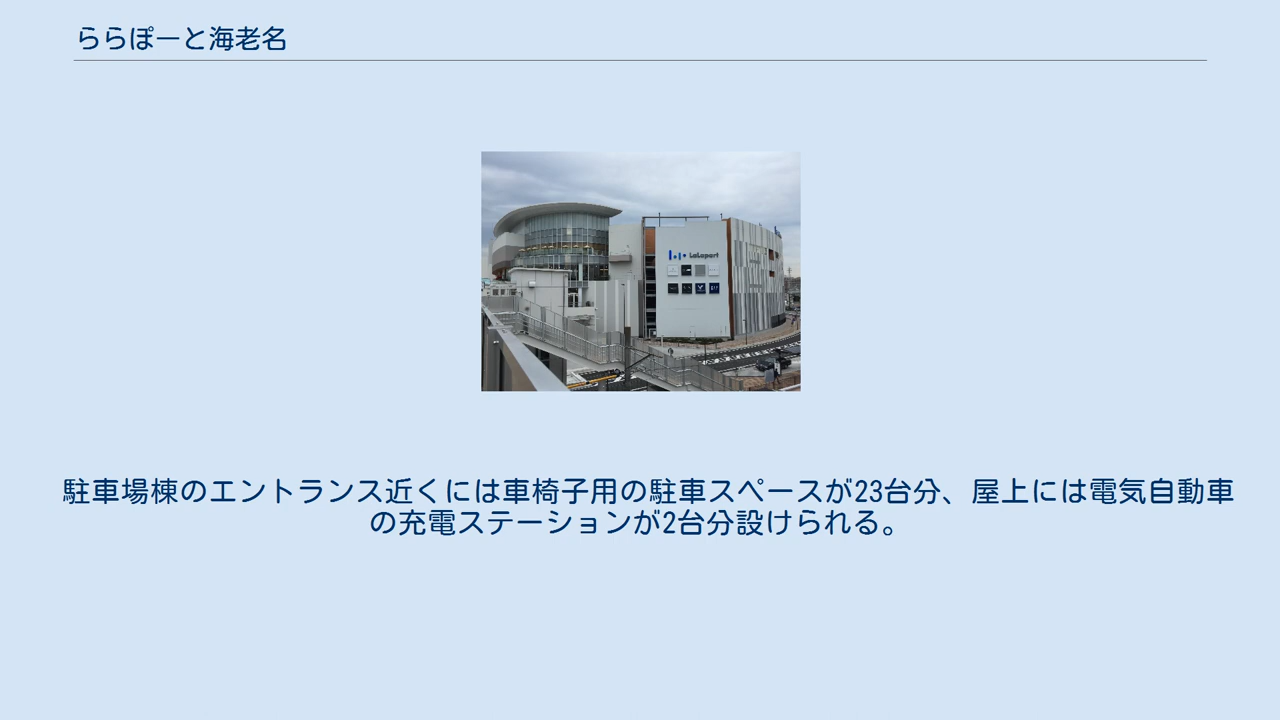 ららぽーと海老名
LaLaport
駐車場棟のエントランス近くには車椅子用の駐車スペースが23台分、屋上には電気自動車
の充電ステーションが2台分設けられる。